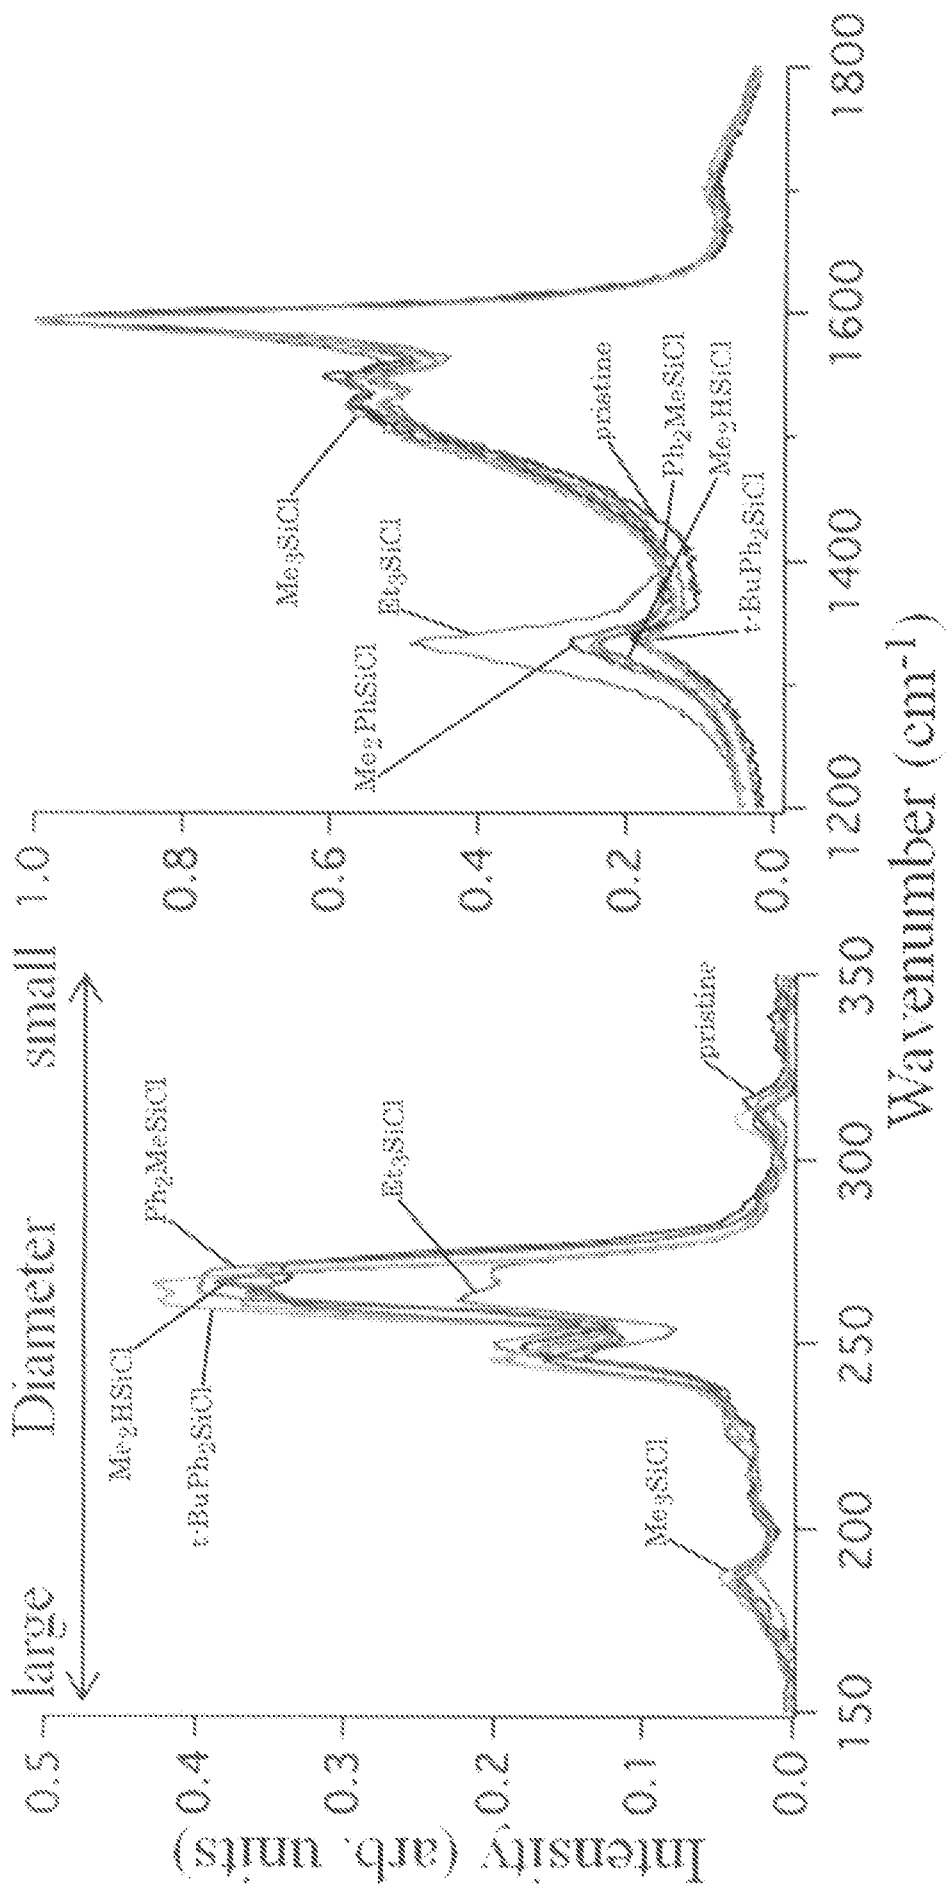 large Diameter small
Intensity (arb. units)
0.5
0.4
0.3
0.2
0.1
0.0
150 200 250 300 350
Me2HSiCl
Ph2MeSiCl
t-BuPh2SiCl
Et3SiCl
Me3SiCl
pristine
1.0
0.8
0.6
0.4
0.2
0.0
1200 1400 1600 1800
Me3SiCl
Et3SiCl
Me2PhSiCl
pristine
Ph2MeSiCl
Me2HSiCl
t-BuPh2SiCl
Wavenumber (cm-1)